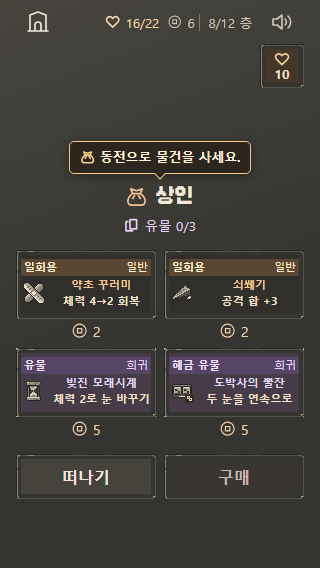 16/22 6 8/12 층
10
동전으로 물건을 사세요.
상인
유물 0/3
일회용 일반
약초 꾸러미
체력 4→2 회복
2
일회용 일반
쇠쐐기
공격 합 +3
2
유물 희귀
빚진 모래시계
체력 2로 눈 바꾸기
5
해금 유물 희귀
도박사의 뿔잔
두 눈을 연속으로
5
떠나기
구매